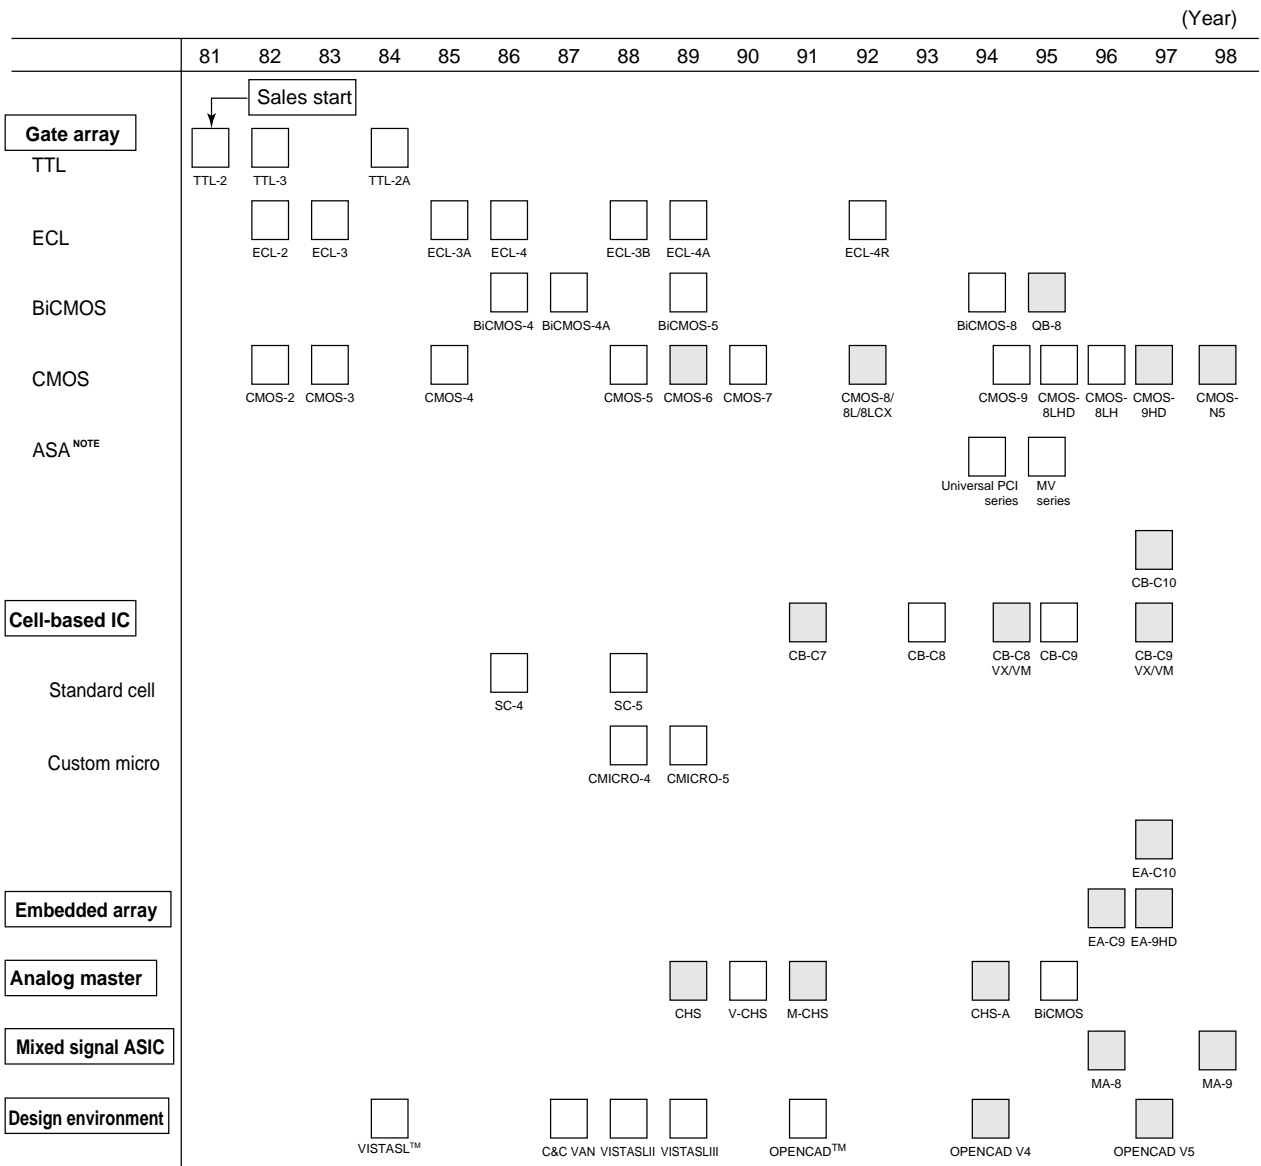 (Year)
81 82 83 84 85 86 87 88 89 90 91 92 93 94 95 96 97 98
Sales start
Gate array
TTL
TTL-2 TTL-3 TTL-2A
ECL
ECL-2 ECL-3 ECL-3A ECL-4 ECL-3B ECL-4A ECL-4R
BiCMOS
BiCMOS-4 BiCMOS-4A BiCMOS-5 BiCMOS-8 QB-8
CMOS
CMOS-2 CMOS-3 CMOS-4 CMOS-5 CMOS-6 CMOS-7 CMOS-8/ CMOS-9 CMOS- CMOS- CMOS- CMOS-
8L/8LCX 8LHD 8LH 9HD N5
ASA NOTE
Universal PCI MV
series series
CB-C10
Cell-based IC
CB-C7 CB-C8 CB-C8 CB-C9 CB-C9
VX/VM VX/VM
Standard cell
SC-4 SC-5
Custom micro
CMICRO-4 CMICRO-5
EA-C10
Embedded array
EA-C9 EA-9HD
Analog master
CHS V-CHS M-CHS CHS-A BiCMOS
Mixed signal ASIC
MA-8 MA-9
Design environment
VISTASL™ C&C VAN VISTASLII VISTASLIII OPENCAD™ OPENCAD V4 OPENCAD V5